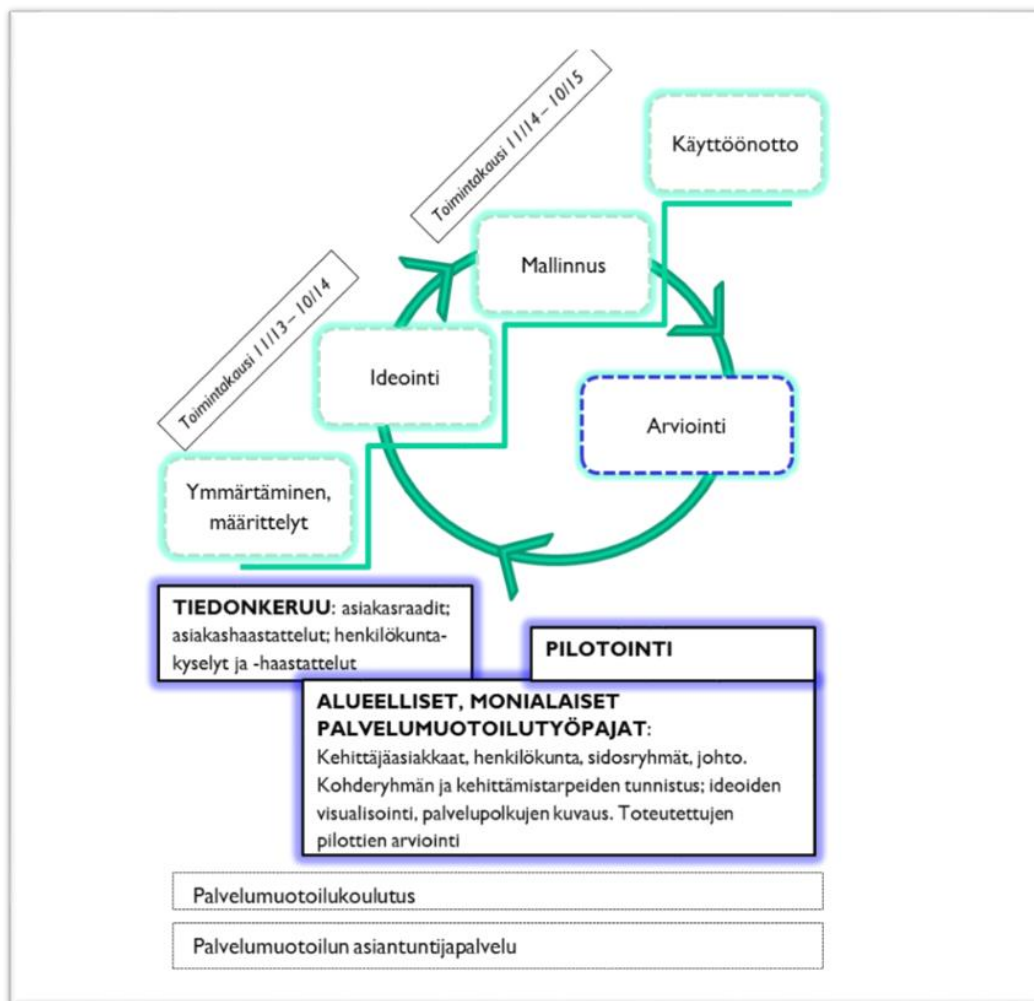 Toimintakausi 11/14 – 10/15
Käyttöönotto
Mallinnus
Toimintakausi 11/13 – 10/14
Ideointi
Arviointi
Ymmärtäminen,
määrittelyt
TIEDONKERUU: asiakasraadit;
asiakashaastattelut; henkilökunta-
kyselyt ja -haastattelut
PILOTOINTI
ALUEELLISET, MONIALAISET
PALVELUMUOTOILUTYÖPAJAT:
Kehittäjäasiakkaat, henkilökunta, sidosryhmät, johto.
Kohderyhmän ja kehittämistarpeiden tunnistus; ideoiden
visualisointi, palvelupolkujen kuvaus. Toteutettujen
pilottien arviointi
Palvelumuotoilukoulutus
Palvelumuotoilun asiantuntijapalvelu